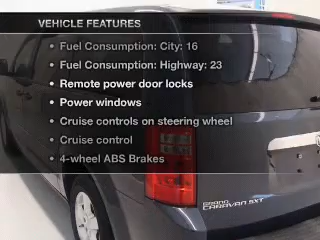 VEHICLE FEATURES
• Fuel Consumption: City: 16
• Fuel Consumption: Highway: 23
• Remote power door locks
• Power windows
• Cruise controls on steering wheel
• Cruise control
• 4-wheel ABS Brakes
GRAND
CARAVAN SXT